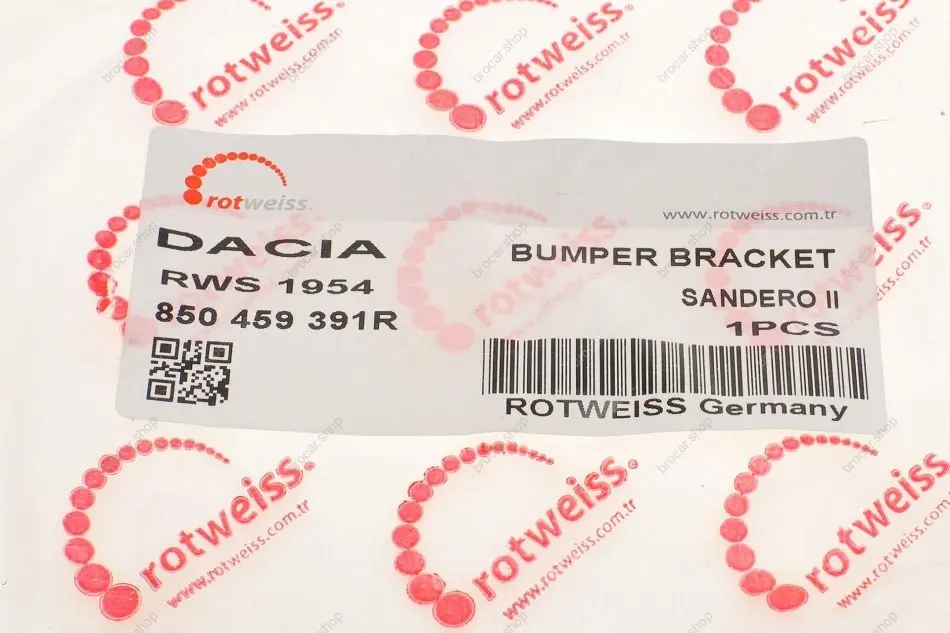 rotweiss.
www.rotweiss.com.tr
rotweiss.
www.rotweiss.com.tr
rotweiss.
www.rotweiss.com.tr
rotweiss.
www.rotweiss.com.tr
DACIA
BUMPER BRACKET
RWS 1954
SANDERO II
850 459 391R
1PCS
ROTWEISS Germany
rotweiss.
www.rotweiss.com.tr
rotweiss.
www.rotweiss.com.tr
rotweiss.
www.rotweiss.com.tr
brocar.shop